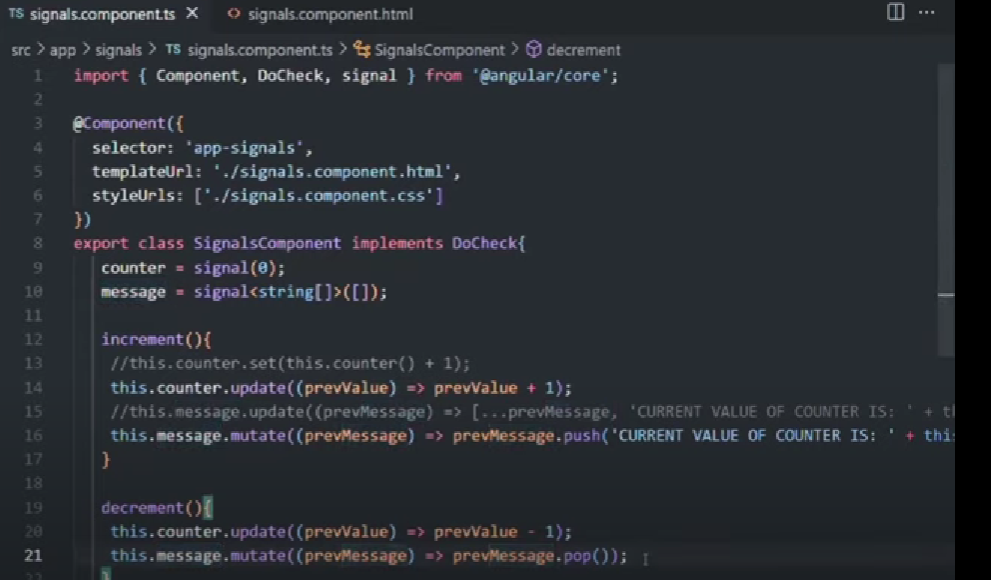 TS signals.component.ts × <> signals.component.html ...
src > app > signals > TS signals.component.ts > SignalsComponent > decrement
1 import { Component, DoCheck, signal } from '@angular/core';
2
3 @Component({
4 selector: 'app-signals',
5 templateUrl: './signals.component.html',
6 styleUrls: ['./signals.component.css']
7 })
8 export class SignalsComponent implements DoCheck{
9 counter = signal(0);
10 message = signal<string[]>([]);
11
12 increment(){
13 //this.counter.set(this.counter() + 1);
14 this.counter.update((prevValue) => prevValue + 1);
15 //this.message.update((prevMessage) => [...prevMessage, 'CURRENT VALUE OF COUNTER IS: ' + th
16 this.message.mutate((prevMessage) => prevMessage.push('CURRENT VALUE OF COUNTER IS: ' + this
17 }
18
19 decrement(){
20 this.counter.update((prevValue) => prevValue - 1);
21 this.message.mutate((prevMessage) => prevMessage.pop());
22 }